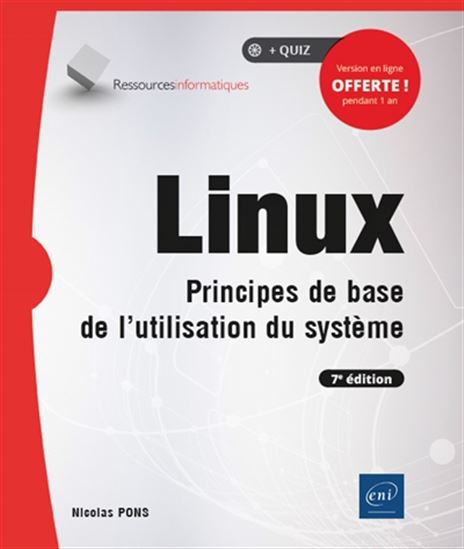 + QUIZ
Version en ligne
OFFERTE !
pendant 1 an
Ressourcesinformatiques
Linux
Principes de base
de l'utilisation du système
7e édition
Nicolas PONS
eni